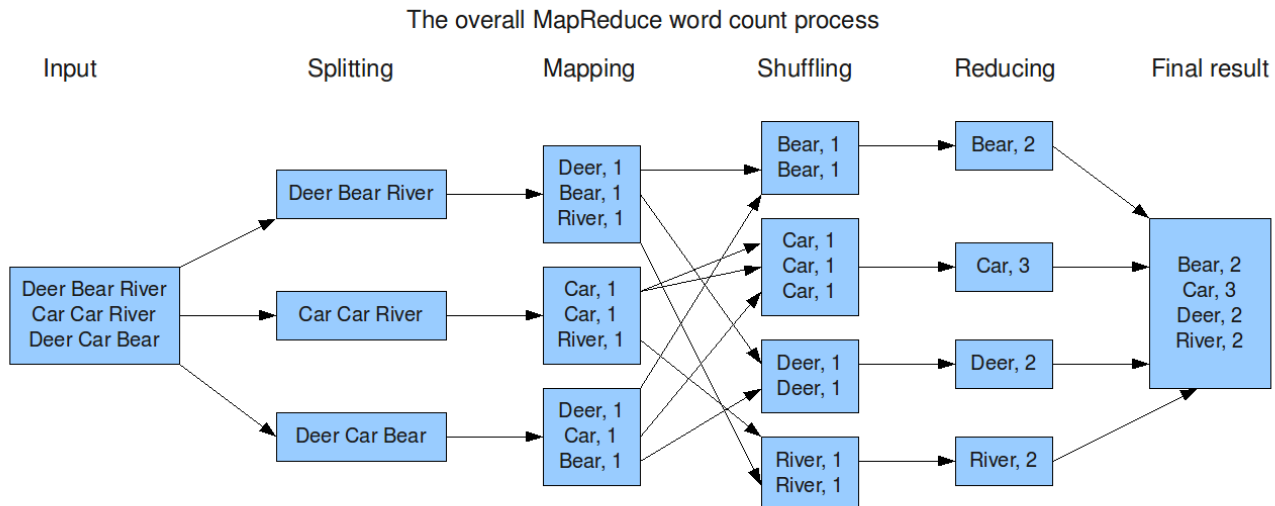 The overall MapReduce word count process
Input
Splitting
Mapping
Shuffling
Reducing
Final result
Deer Bear River
Car Car River
Deer Car Bear
Deer Bear River
Car Car River
Deer Car Bear
Deer, 1
Bear, 1
River, 1
Car, 1
Car, 1
River, 1
Deer, 1
Car, 1
Bear, 1
Bear, 1
Bear, 1
Car, 1
Car, 1
Car, 1
Deer, 1
Deer, 1
River, 1
River, 1
Bear, 2
Car, 3
Deer, 2
River, 2
Bear, 2
Car, 3
Deer, 2
River, 2